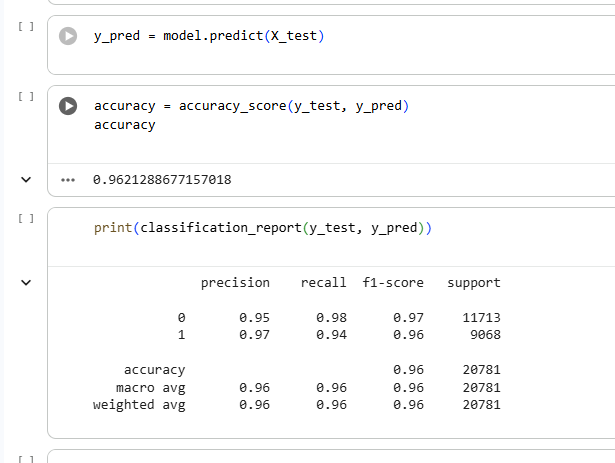 [ ]
y_pred = model.predict(X_test)
[ ]
accuracy = accuracy_score(y_test, y_pred)
accuracy
0.9621288677157018
[ ]
print(classification_report(y_test, y_pred))
precision recall f1-score support
0 0.95 0.98 0.97 11713
1 0.97 0.94 0.96 9068
accuracy 0.96 20781
macro avg 0.96 0.96 0.96 20781
weighted avg 0.96 0.96 0.96 20781
[ ]